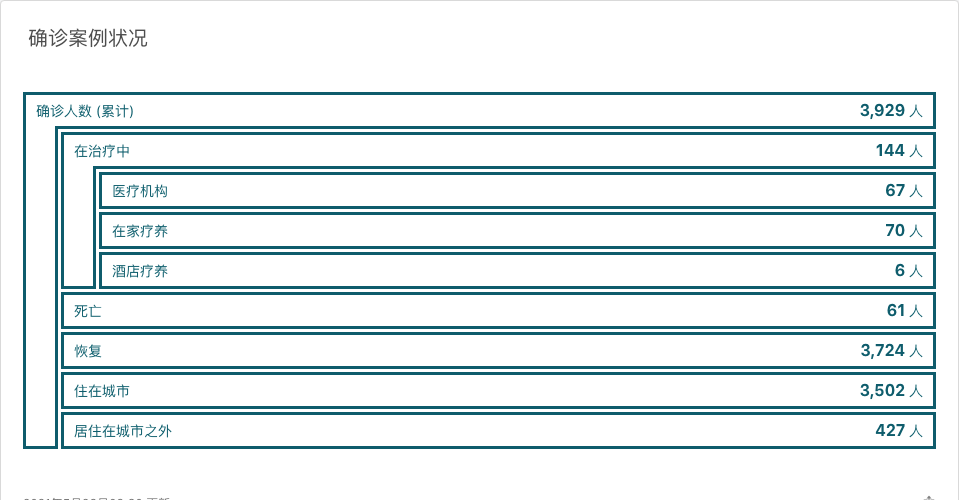 确诊案例状况
确诊人数 (累计) 3,929 人
在治疗中 144 人
医疗机构 67 人
在家疗养 70 人
酒店疗养 6 人
死亡 61 人
恢复 3,724 人
住在城市 3,502 人
居住在城市之外 427 人